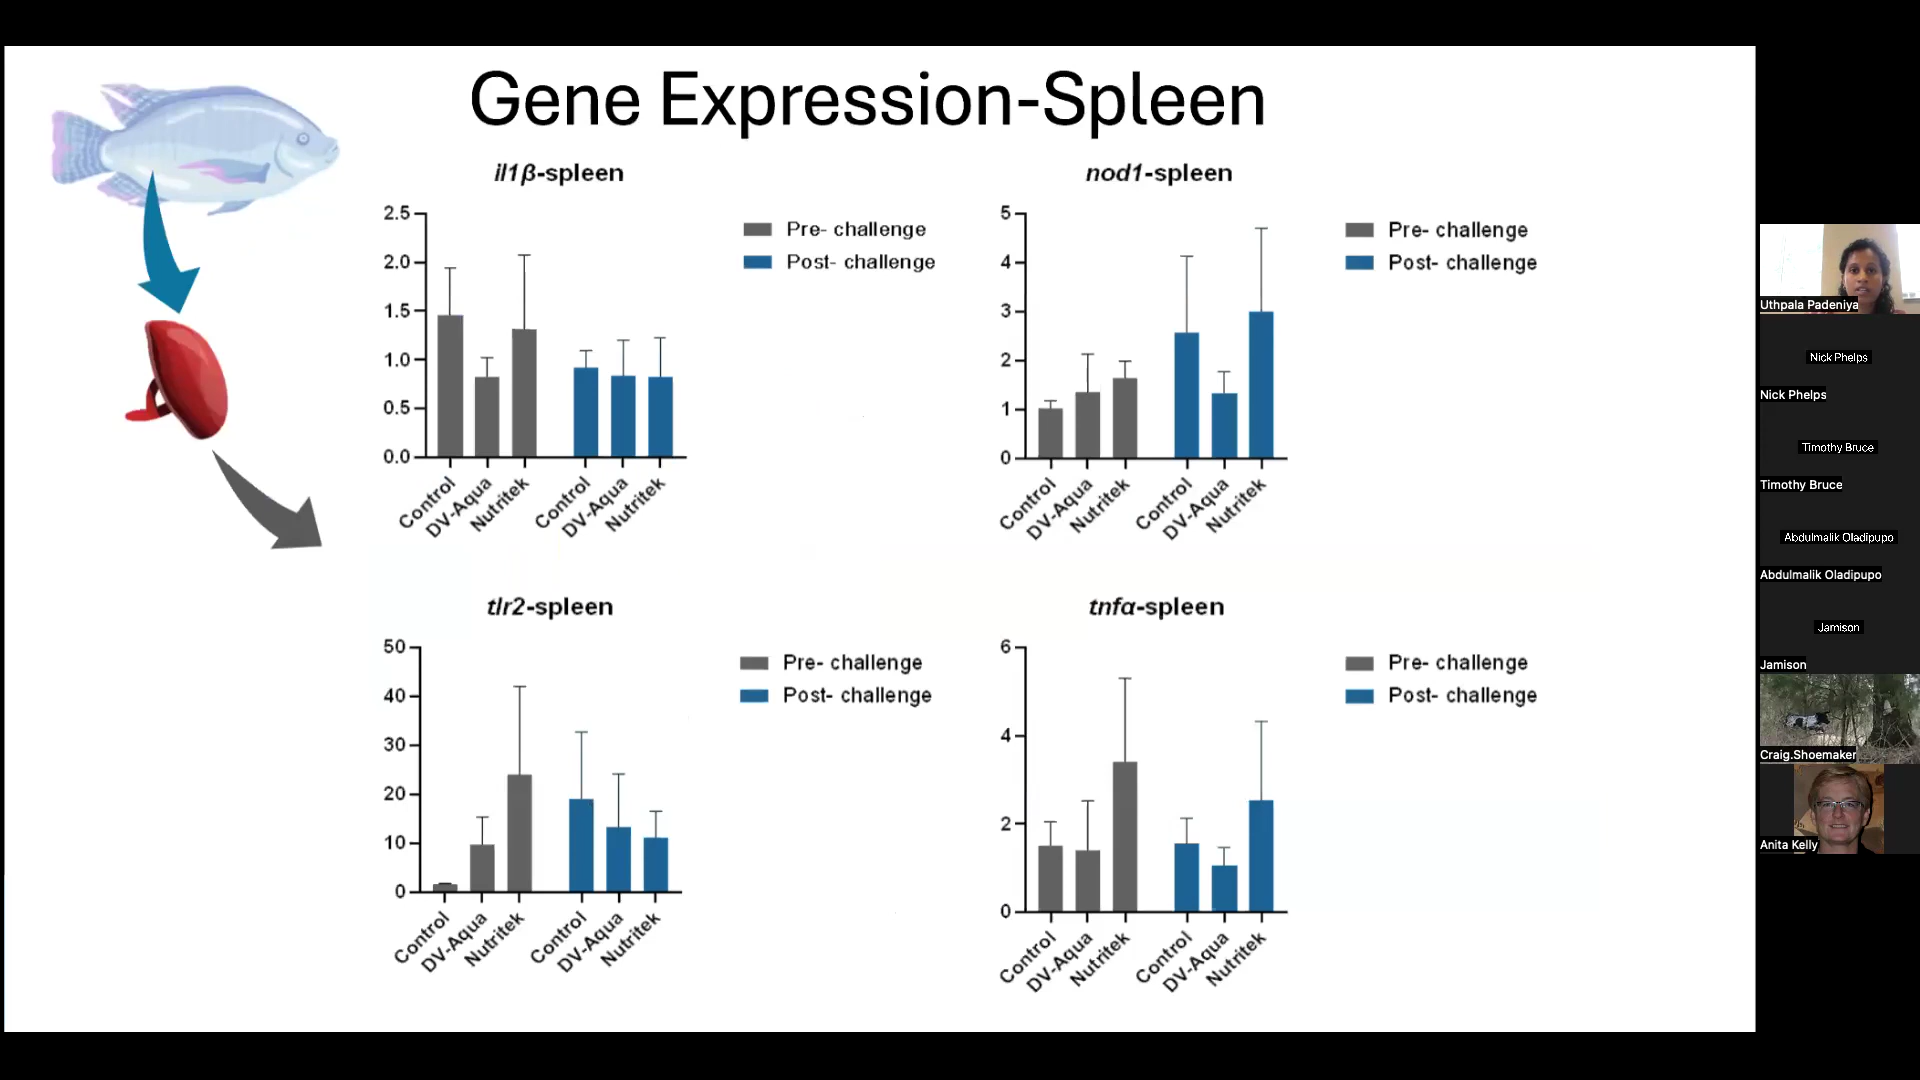 Gene Expression-Spleen
il1β-spleen
2.5
2.0
1.5
1.0
0.5
0.0
Control
DV-Aqua
Nutritek
Control
DV-Aqua
Nutritek
Pre- challenge
Post- challenge
nod1-spleen
5
4
3
2
1
0
Control
DV-Aqua
Nutritek
Control
DV-Aqua
Nutritek
Pre- challenge
Post- challenge
tlr2-spleen
50
40
30
20
10
0
Control
DV-Aqua
Nutritek
Control
DV-Aqua
Nutritek
Pre- challenge
Post- challenge
tnfα-spleen
6
4
2
0
Control
DV-Aqua
Nutritek
Control
DV-Aqua
Nutritek
Pre- challenge
Post- challenge
Uthpala Padeniya
Nick Phelps
Nick Phelps
Timothy Bruce
Timothy Bruce
Abdulmalik Oladipupo
Abdulmalik Oladipupo
Jamison
Jamison
Craig.Shoemaker
Anita Kelly